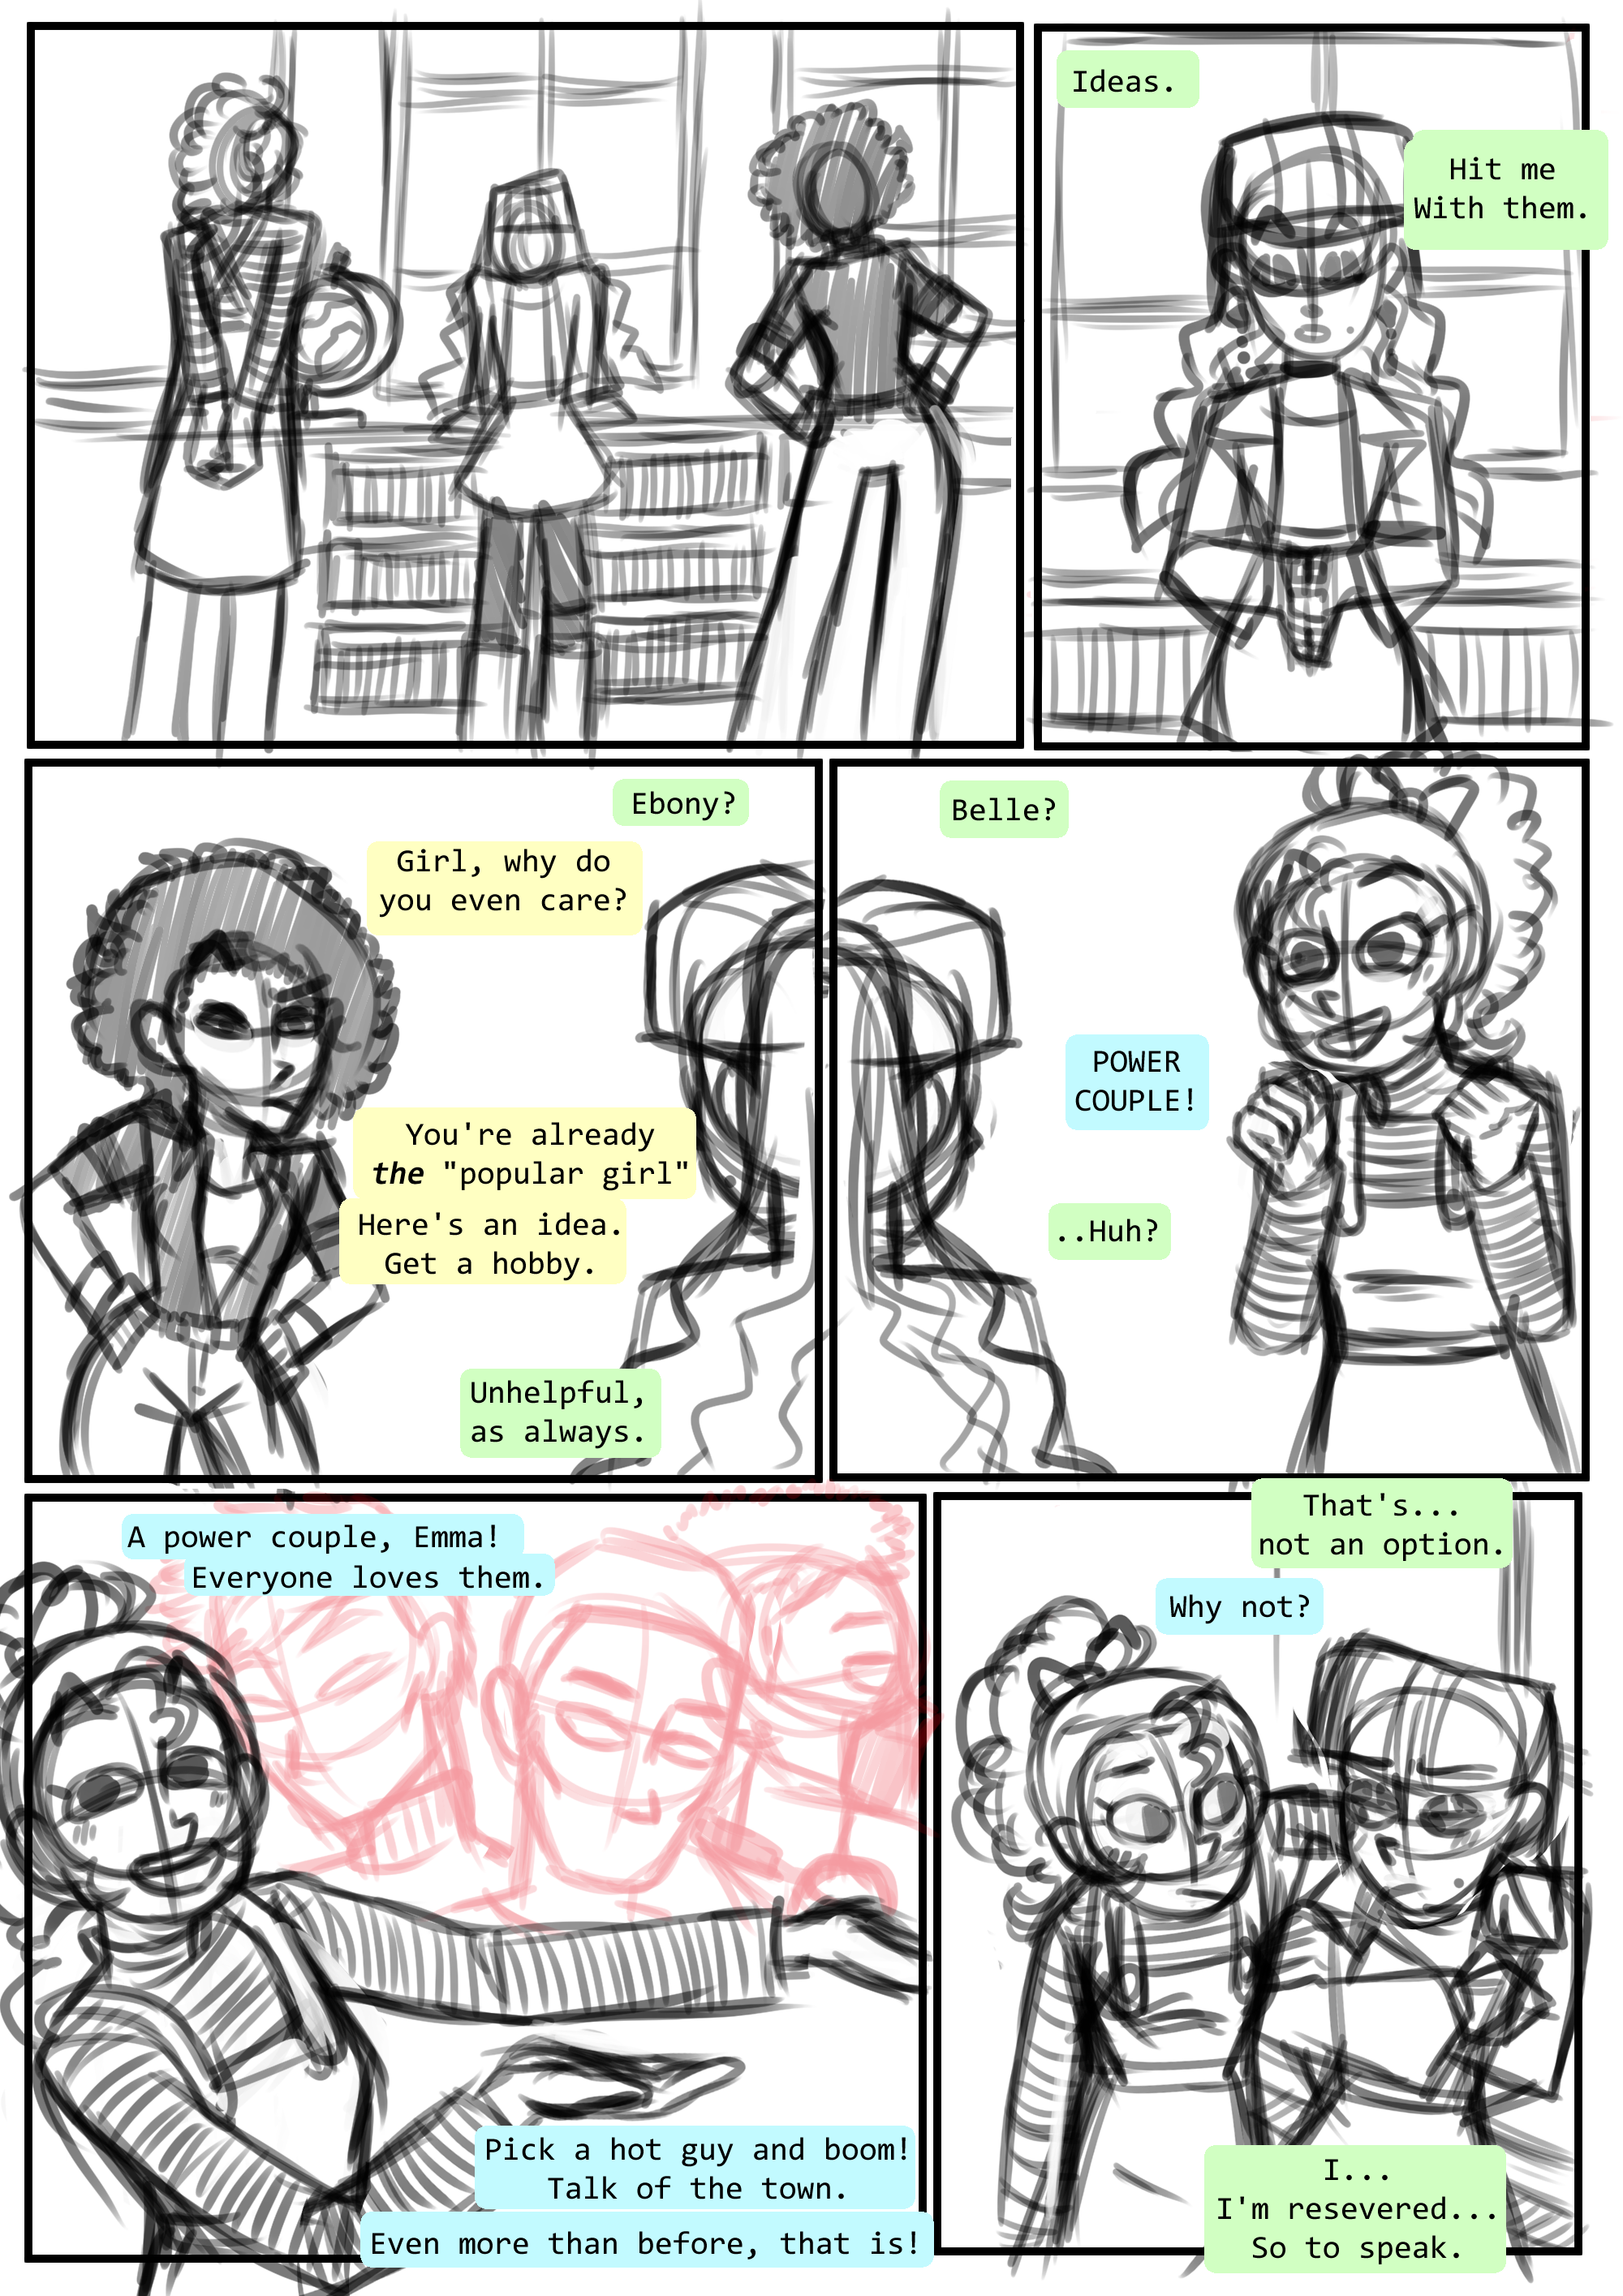 Ideas.
Hit me
With them.
Ebony?
Girl, why do
you even care?
You're already
the "popular girl"
Here's an idea.
Get a hobby.
Unhelpful,
as always.
Belle?
POWER
COUPLE!
..Huh?
A power couple, Emma!
Everyone loves them.
Pick a hot guy and boom!
Talk of the town.
Even more than before, that is!
That's...
not an option.
Why not?
I...
I'm resevered...
So to speak.